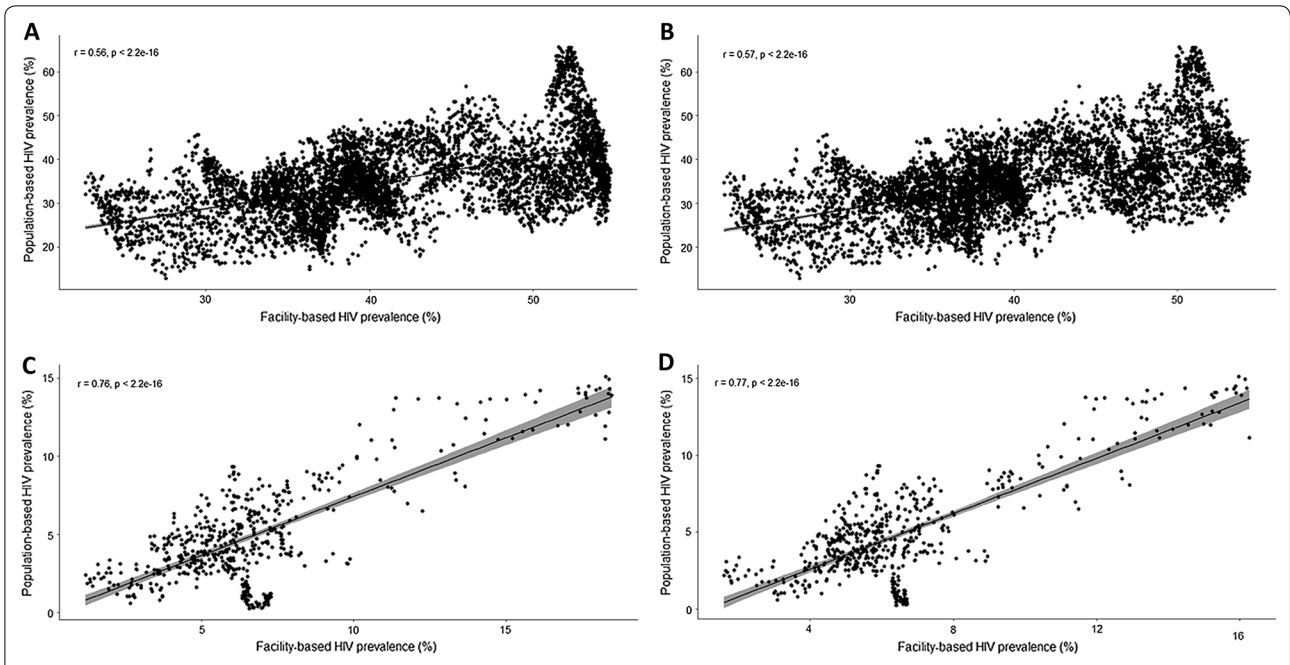 A
r = 0.56, p < 2.2e-16
Population-based HIV prevalence (%)
60
50
40
30
20
30
40
50
Facility-based HIV prevalence (%)
B
r = 0.57, p < 2.2e-16
Population-based HIV prevalence (%)
60
50
40
30
20
30
40
50
Facility-based HIV prevalence (%)
C
r = 0.76, p < 2.2e-16
Population-based HIV prevalence (%)
15
10
5
0
5
10
15
Facility-based HIV prevalence (%)
D
r = 0.77, p < 2.2e-16
Population-based HIV prevalence (%)
15
10
5
0
4
8
12
16
Facility-based HIV prevalence (%)